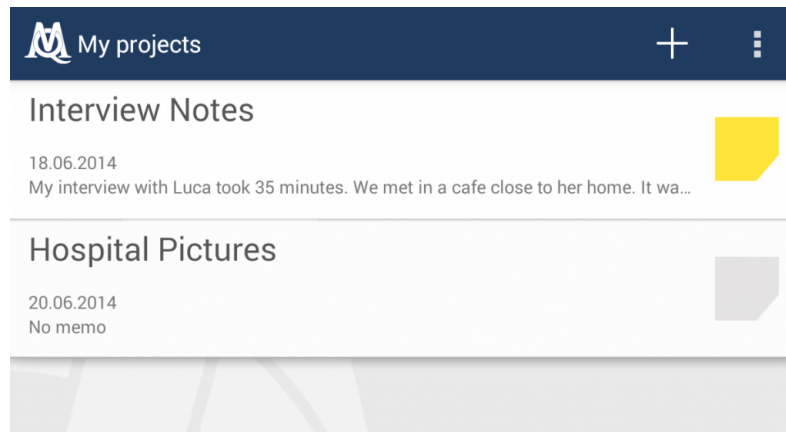 My projects
Interview Notes
18.06.2014
My interview with Luca took 35 minutes. We met in a cafe close to her home. It wa...
Hospital Pictures
20.06.2014
No memo